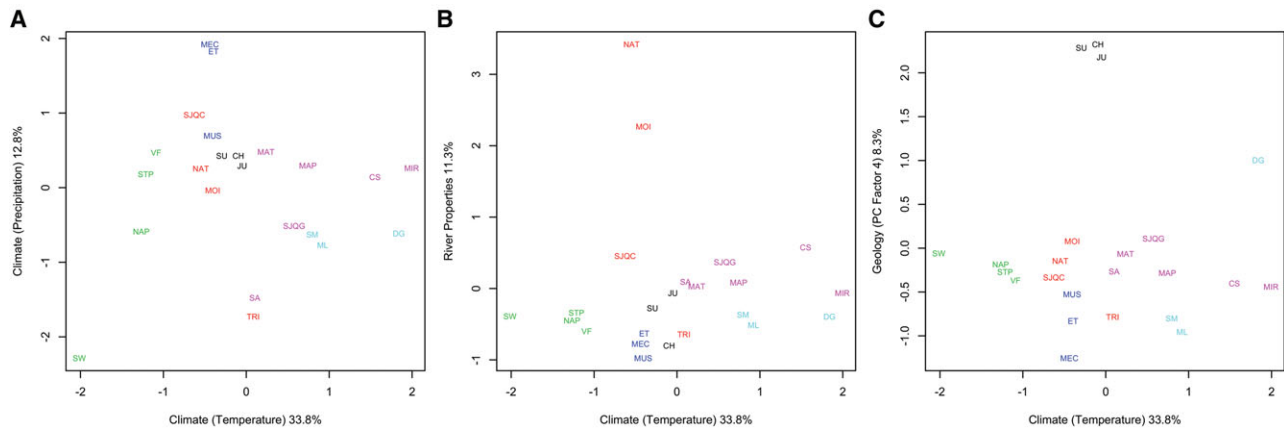 A
Climate (Precipitation) 12.8%
2
1
0
-1
-2
MEC
ET
SJQC
MUS
VF
SU CH
MAT
JU
STP
NAT
MAP
MIR
CS
MOI
NAP
SJQG
SM
DG
ML
SA
TRI
SW
-2 -1 0 1 2
Climate (Temperature) 33.8%
B
River Properties 11.3%
3
2
1
0
-1
NAT
MOI
CS
SJQC
SJQG
SA
MAT
MAP
JU
MIR
SU
STP
SW
NAP
SM
DG
ML
VF
ET
TRI
MEC
CH
MUS
-2 -1 0 1 2
Climate (Temperature) 33.8%
C
Geology (PC Factor 4) 8.3%
2.0
1.5
1.0
0.5
0.0
-0.5
-1.0
CH
SU
JU
DG
MOI
SJQG
SW
MAT
NAT
NAP
STP
SA
MAP
VF
SJQC
CS
MIR
MUS
TRI
SM
ET
ML
MEC
-2 -1 0 1 2
Climate (Temperature) 33.8%